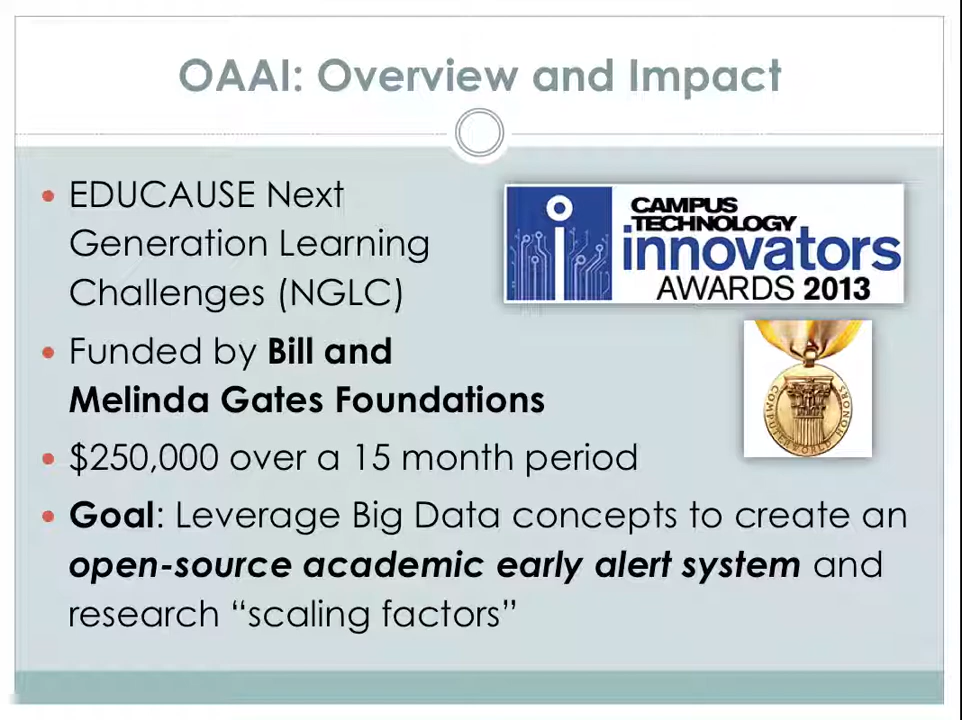 OAAI: Overview and Impact
• EDUCAUSE Next
Generation Learning
Challenges (NGLC)
• Funded by Bill and
Melinda Gates Foundations
• $250,000 over a 15 month period
• Goal: Leverage Big Data concepts to create an
open-source academic early alert system and
research “scaling factors”
CAMPUS
TECHNOLOGY
innovators
AWARDS 2013
COMPUTERWORLD HONORS